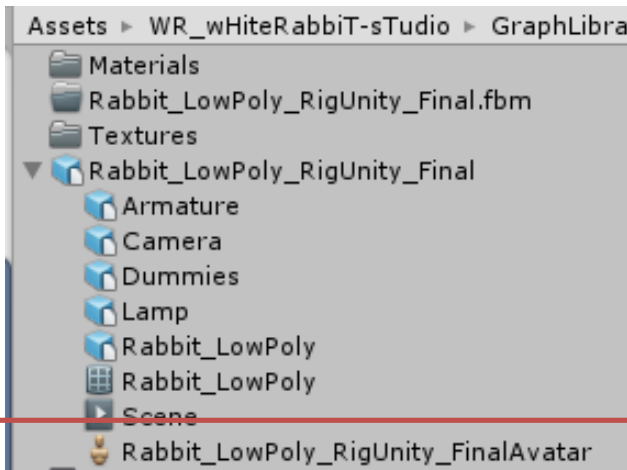 Assets ▸ WR_wHiteRabbiT-sTudio ▸ GraphLibra
Materials
Rabbit_LowPoly_RigUnity_Final.fbm
Textures
Rabbit_LowPoly_RigUnity_Final
Armature
Camera
Dummies
Lamp
Rabbit_LowPoly
Rabbit_LowPoly
Scene
Rabbit_LowPoly_RigUnity_FinalAvatar